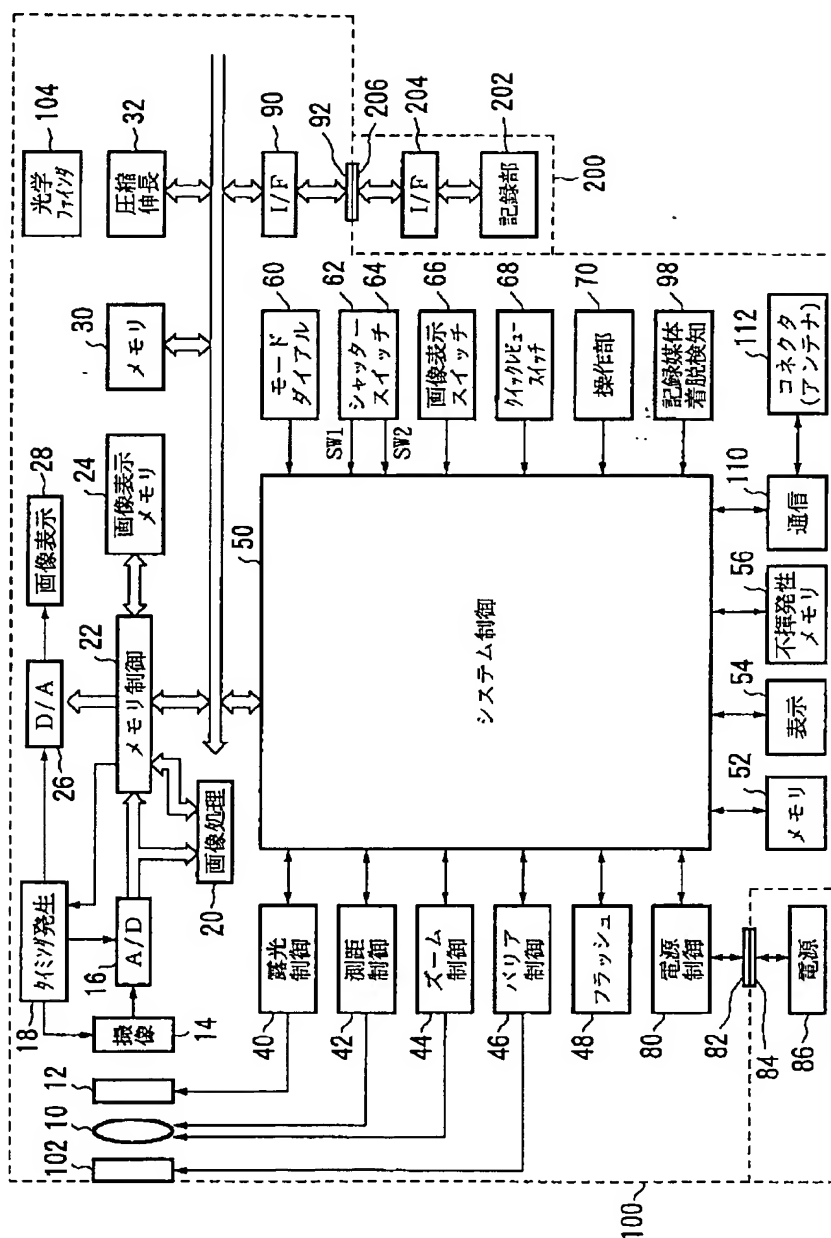 光学
ファインダ
104
圧縮
伸長
32
90
I/F
92
206
204
I/F
202
記録部
200
30
メモリ
28
画像表示
24
画像表示
メモリ
D/A
26
22
メモリ制御
タイミング発生
18
A/D
16
撮像
14
画像処理
20
12
10
102
50
システム制御
60
モード
ダイアル
62
64
シャッター
スイッチ
SW1
SW2
66
画像表示
スイッチ
68
クイックレビュー
スイッチ
70
操作部
98
記録媒体
着脱検知
112
コネクタ
(アンテナ)
110
通信
56
不揮発性
メモリ
54
表示
52
メモリ
露光
制御
40
測距
制御
42
ズーム
制御
44
バリア
制御
46
フラッシュ
48
電源
制御
80
82
84
電源
86
100